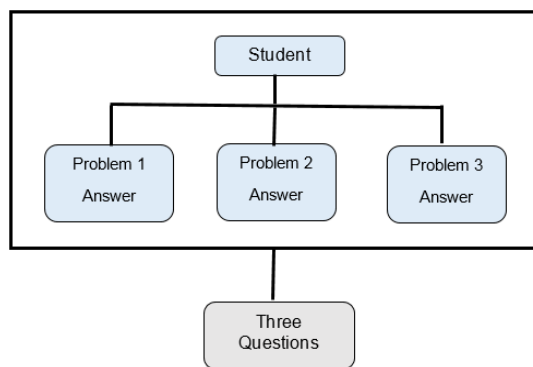 Student
Problem 1
Answer
Problem 2
Answer
Problem 3
Answer
Three
Questions